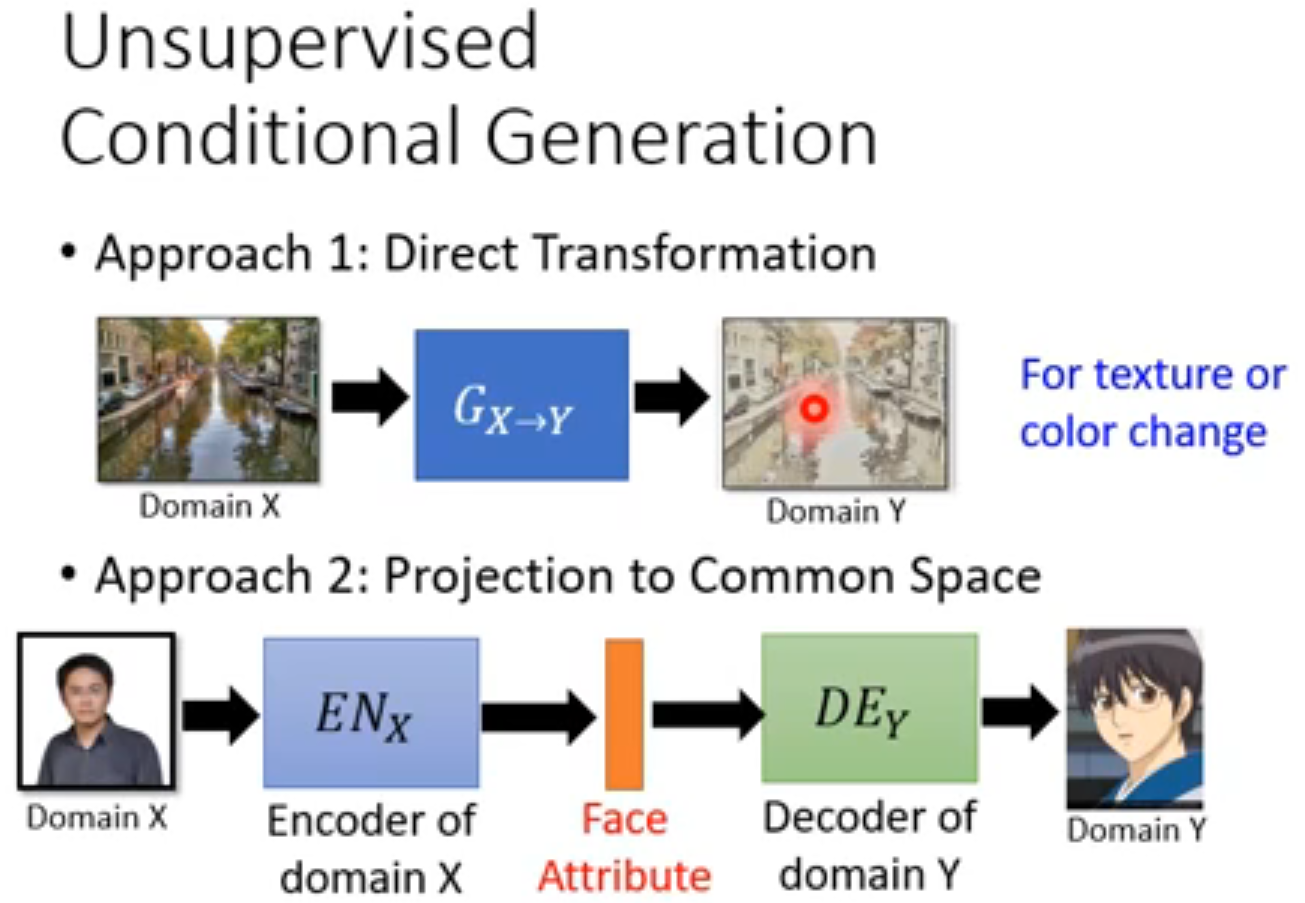 Unsupervised
Conditional Generation
• Approach 1: Direct Transformation
G_{X→Y}
For texture or
color change
Domain X
Domain Y
• Approach 2: Projection to Common Space
EN_X
DE_Y
Domain X
Encoder of
domain X
Face
Attribute
Decoder of
domain Y
Domain Y